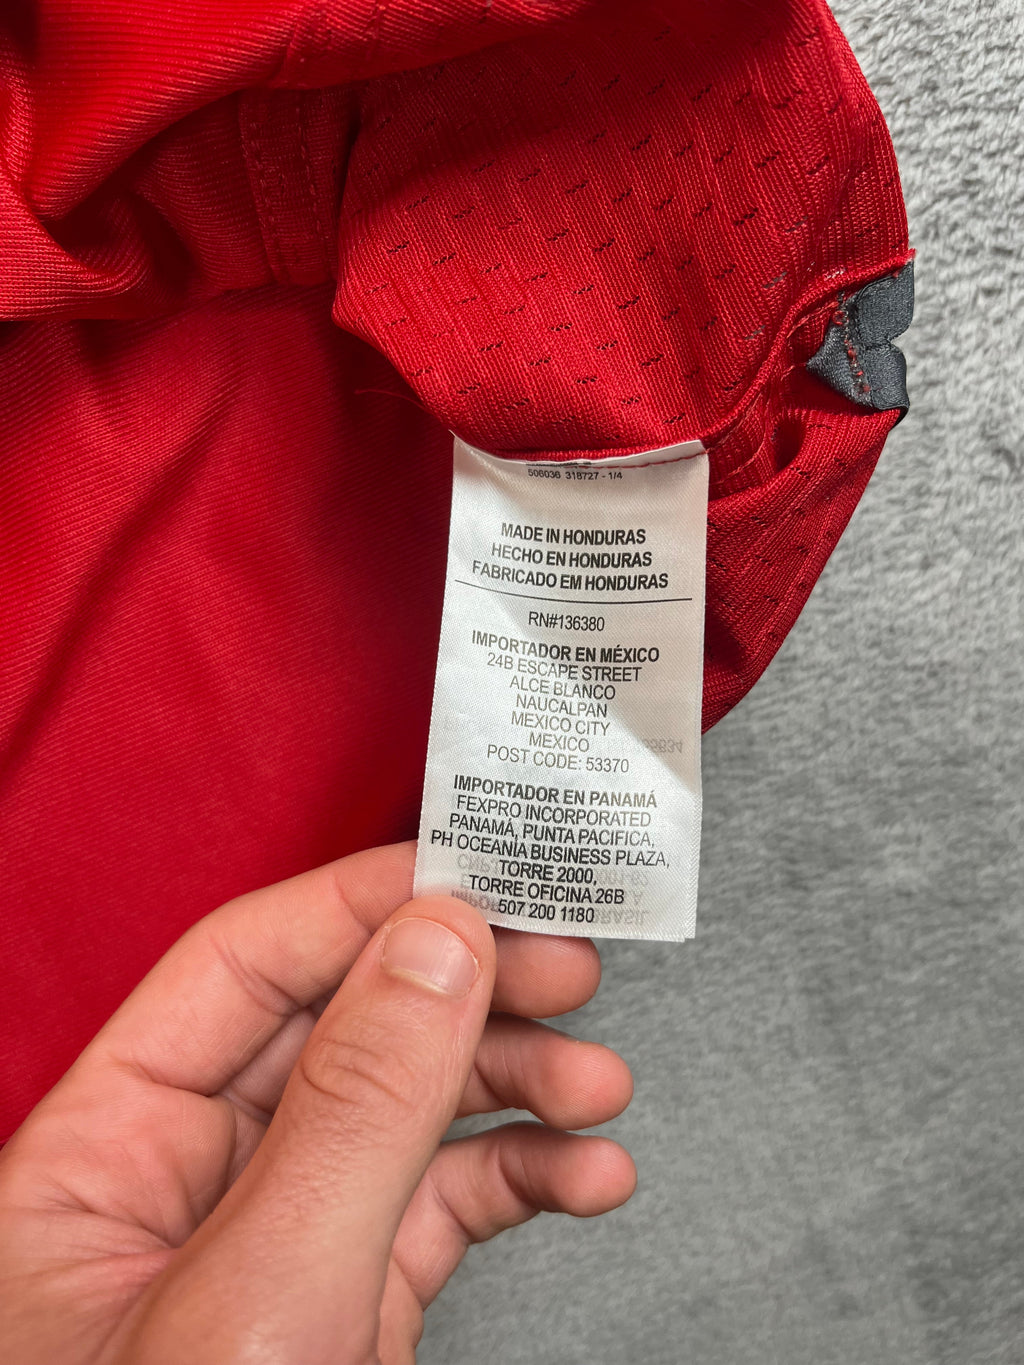 506036 318727 - 1/4
MADE IN HONDURAS
HECHO EN HONDURAS
FABRICADO EM HONDURAS
RN#136380
IMPORTADOR EN MÉXICO
24B ESCAPE STREET
ALCE BLANCO
NAUCALPAN
MEXICO CITY
MEXICO
POST CODE: 53370
IMPORTADOR EN PANAMÁ
FEXPRO INCORPORATED
PANAMÁ, PUNTA PACIFICA,
PH OCEANÍA BUSINESS PLAZA,
TORRE 2000,
TORRE OFICINA 26B
507 200 1180